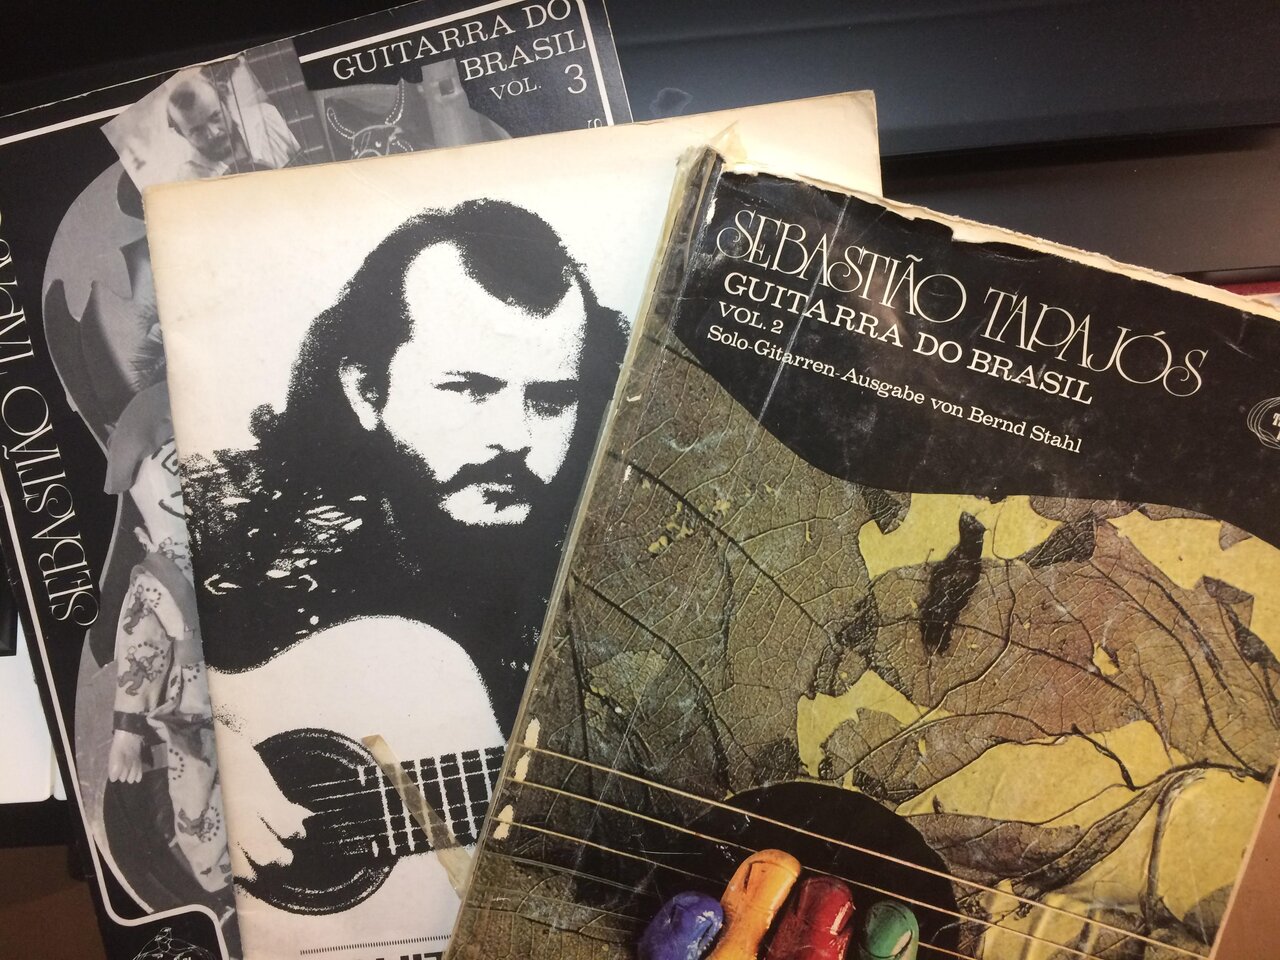 GUITARRA DO
BRASIL
VOL. 3
SEBASTIÃO TAPAJÓS
SEBASTIÃO TAPAJÓS
GUITARRA DO BRASIL
VOL. 2
Solo-Gitarren-Ausgabe von Bernd Stahl